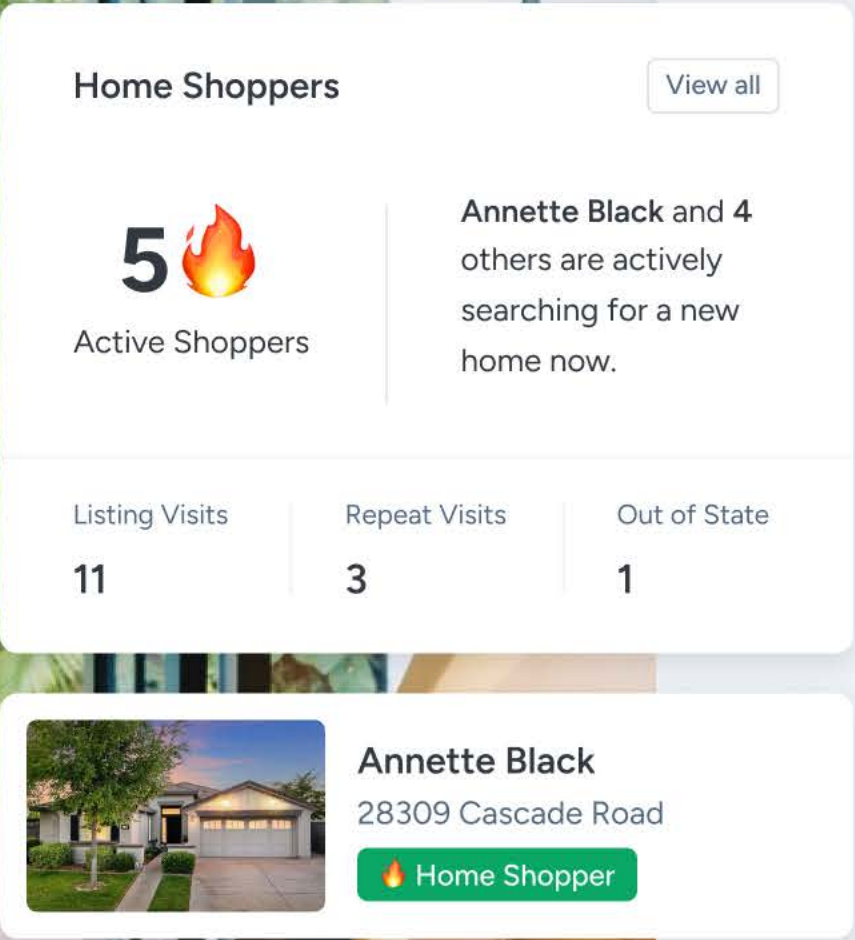 Home Shoppers
View all
5🔥
Active Shoppers
Annette Black and 4
others are actively
searching for a new
home now.
Listing Visits
11
Repeat Visits
3
Out of State
1
Annette Black
28309 Cascade Road
🔥 Home Shopper